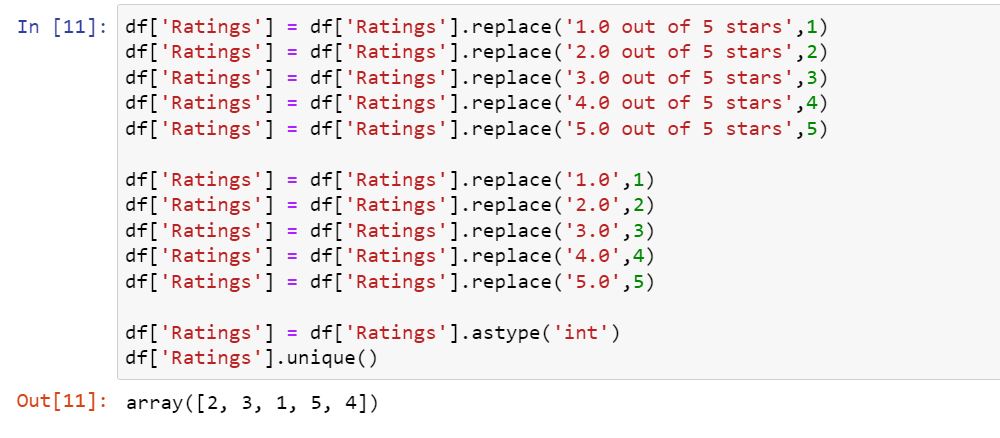 In [11]: df['Ratings'] = df['Ratings'].replace('1.0 out of 5 stars',1)
df['Ratings'] = df['Ratings'].replace('2.0 out of 5 stars',2)
df['Ratings'] = df['Ratings'].replace('3.0 out of 5 stars',3)
df['Ratings'] = df['Ratings'].replace('4.0 out of 5 stars',4)
df['Ratings'] = df['Ratings'].replace('5.0 out of 5 stars',5)
df['Ratings'] = df['Ratings'].replace('1.0',1)
df['Ratings'] = df['Ratings'].replace('2.0',2)
df['Ratings'] = df['Ratings'].replace('3.0',3)
df['Ratings'] = df['Ratings'].replace('4.0',4)
df['Ratings'] = df['Ratings'].replace('5.0',5)
df['Ratings'] = df['Ratings'].astype('int')
df['Ratings'].unique()
Out[11]: array([2, 3, 1, 5, 4])